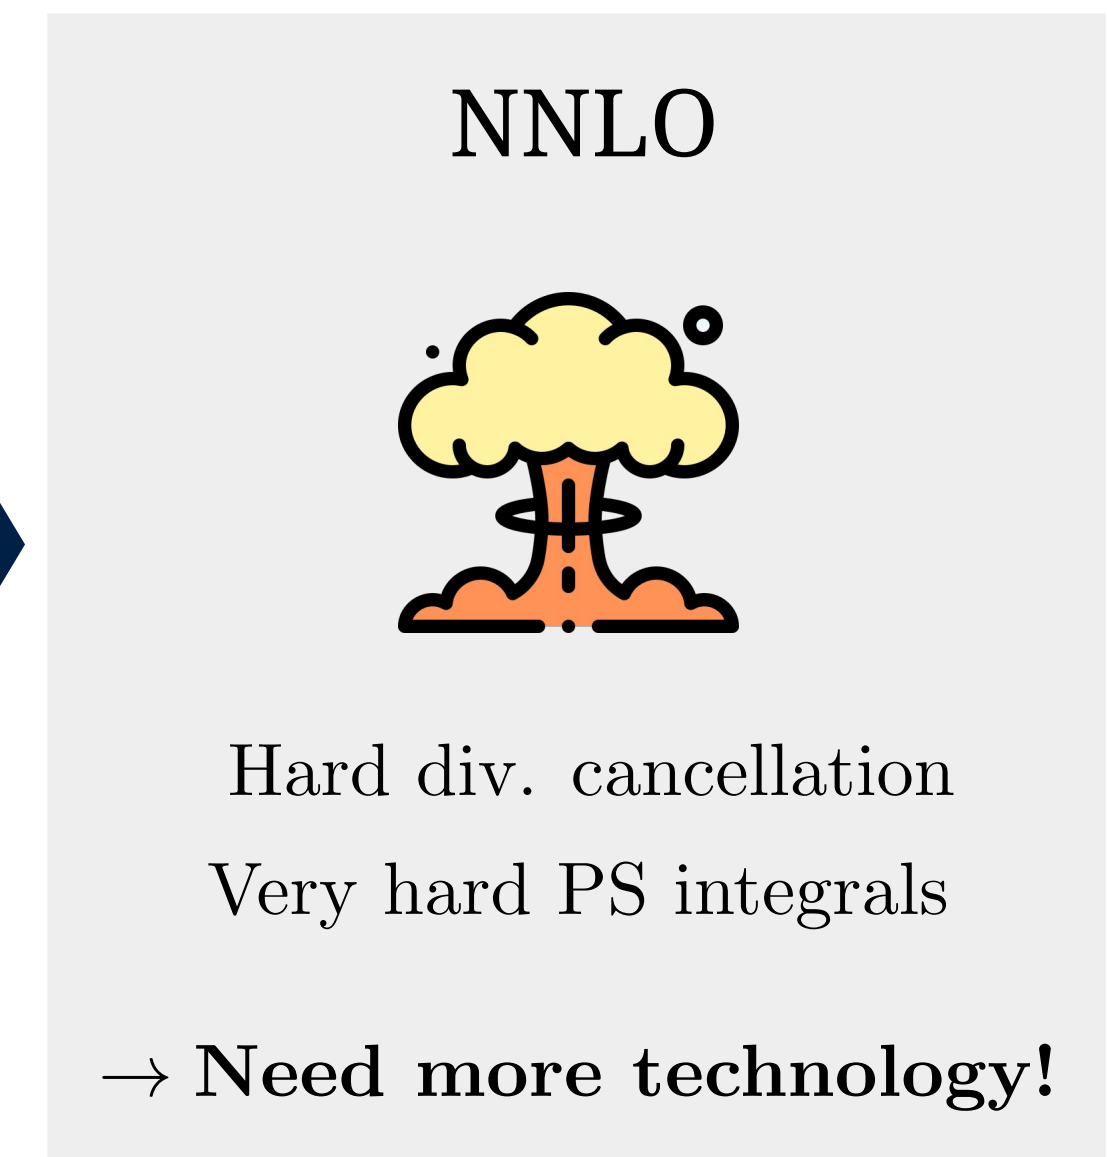 NNLO
Hard div. cancellation
Very hard PS integrals
→ Need more technology!